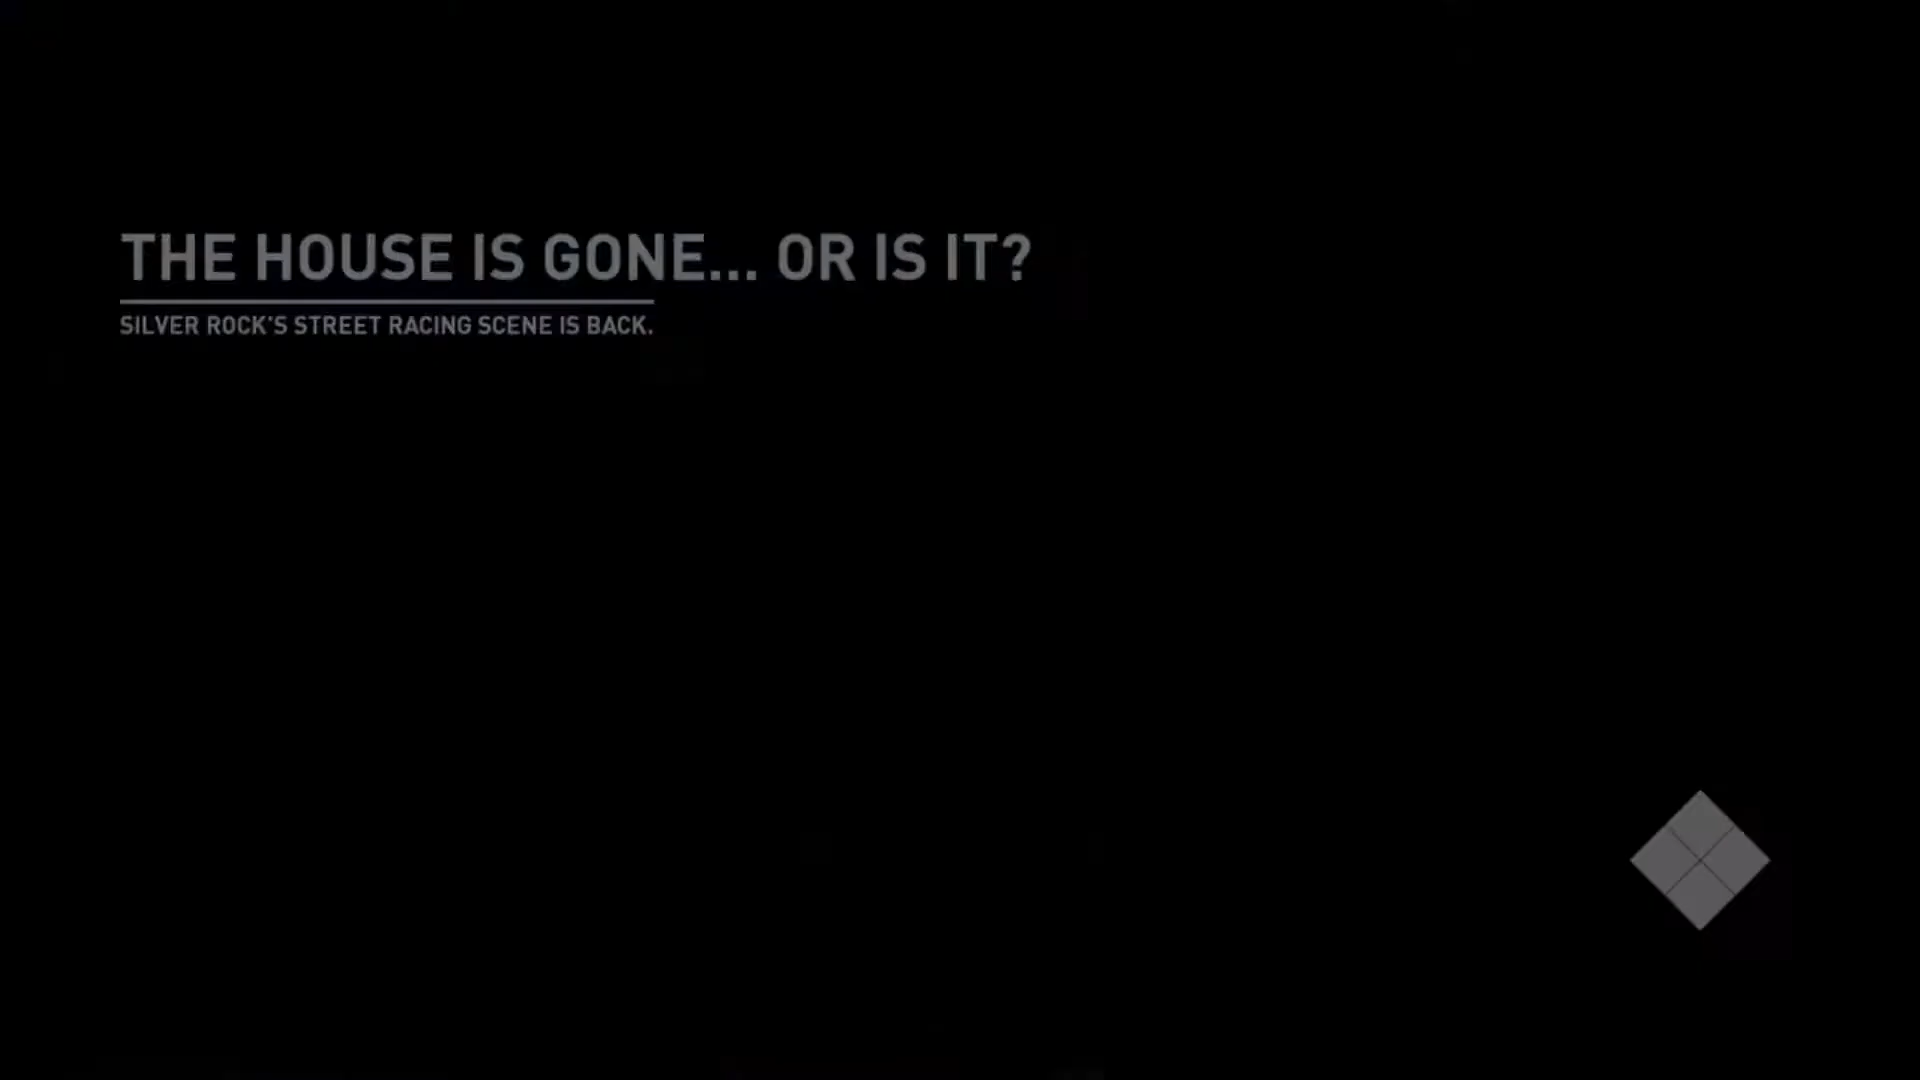 THE HOUSE IS GONE... OR IS IT?
SILVER ROCK'S STREET RACING SCENE IS BACK.